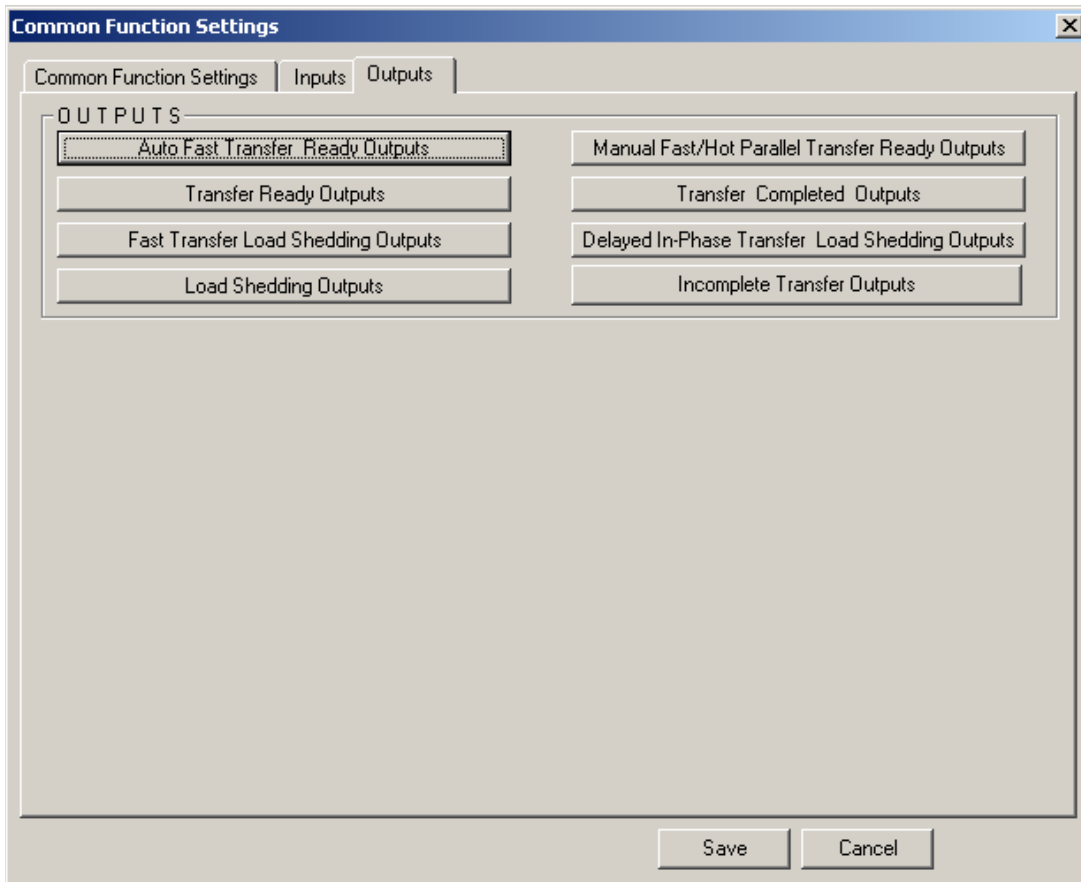 Common Function Settings
Common Function Settings
Inputs
Outputs
OUTPUTS
Auto Fast Transfer Ready Outputs
Manual Fast/Hot Parallel Transfer Ready Outputs
Transfer Ready Outputs
Transfer Completed Outputs
Fast Transfer Load Shedding Outputs
Delayed In-Phase Transfer Load Shedding Outputs
Load Shedding Outputs
Incomplete Transfer Outputs
Save
Cancel